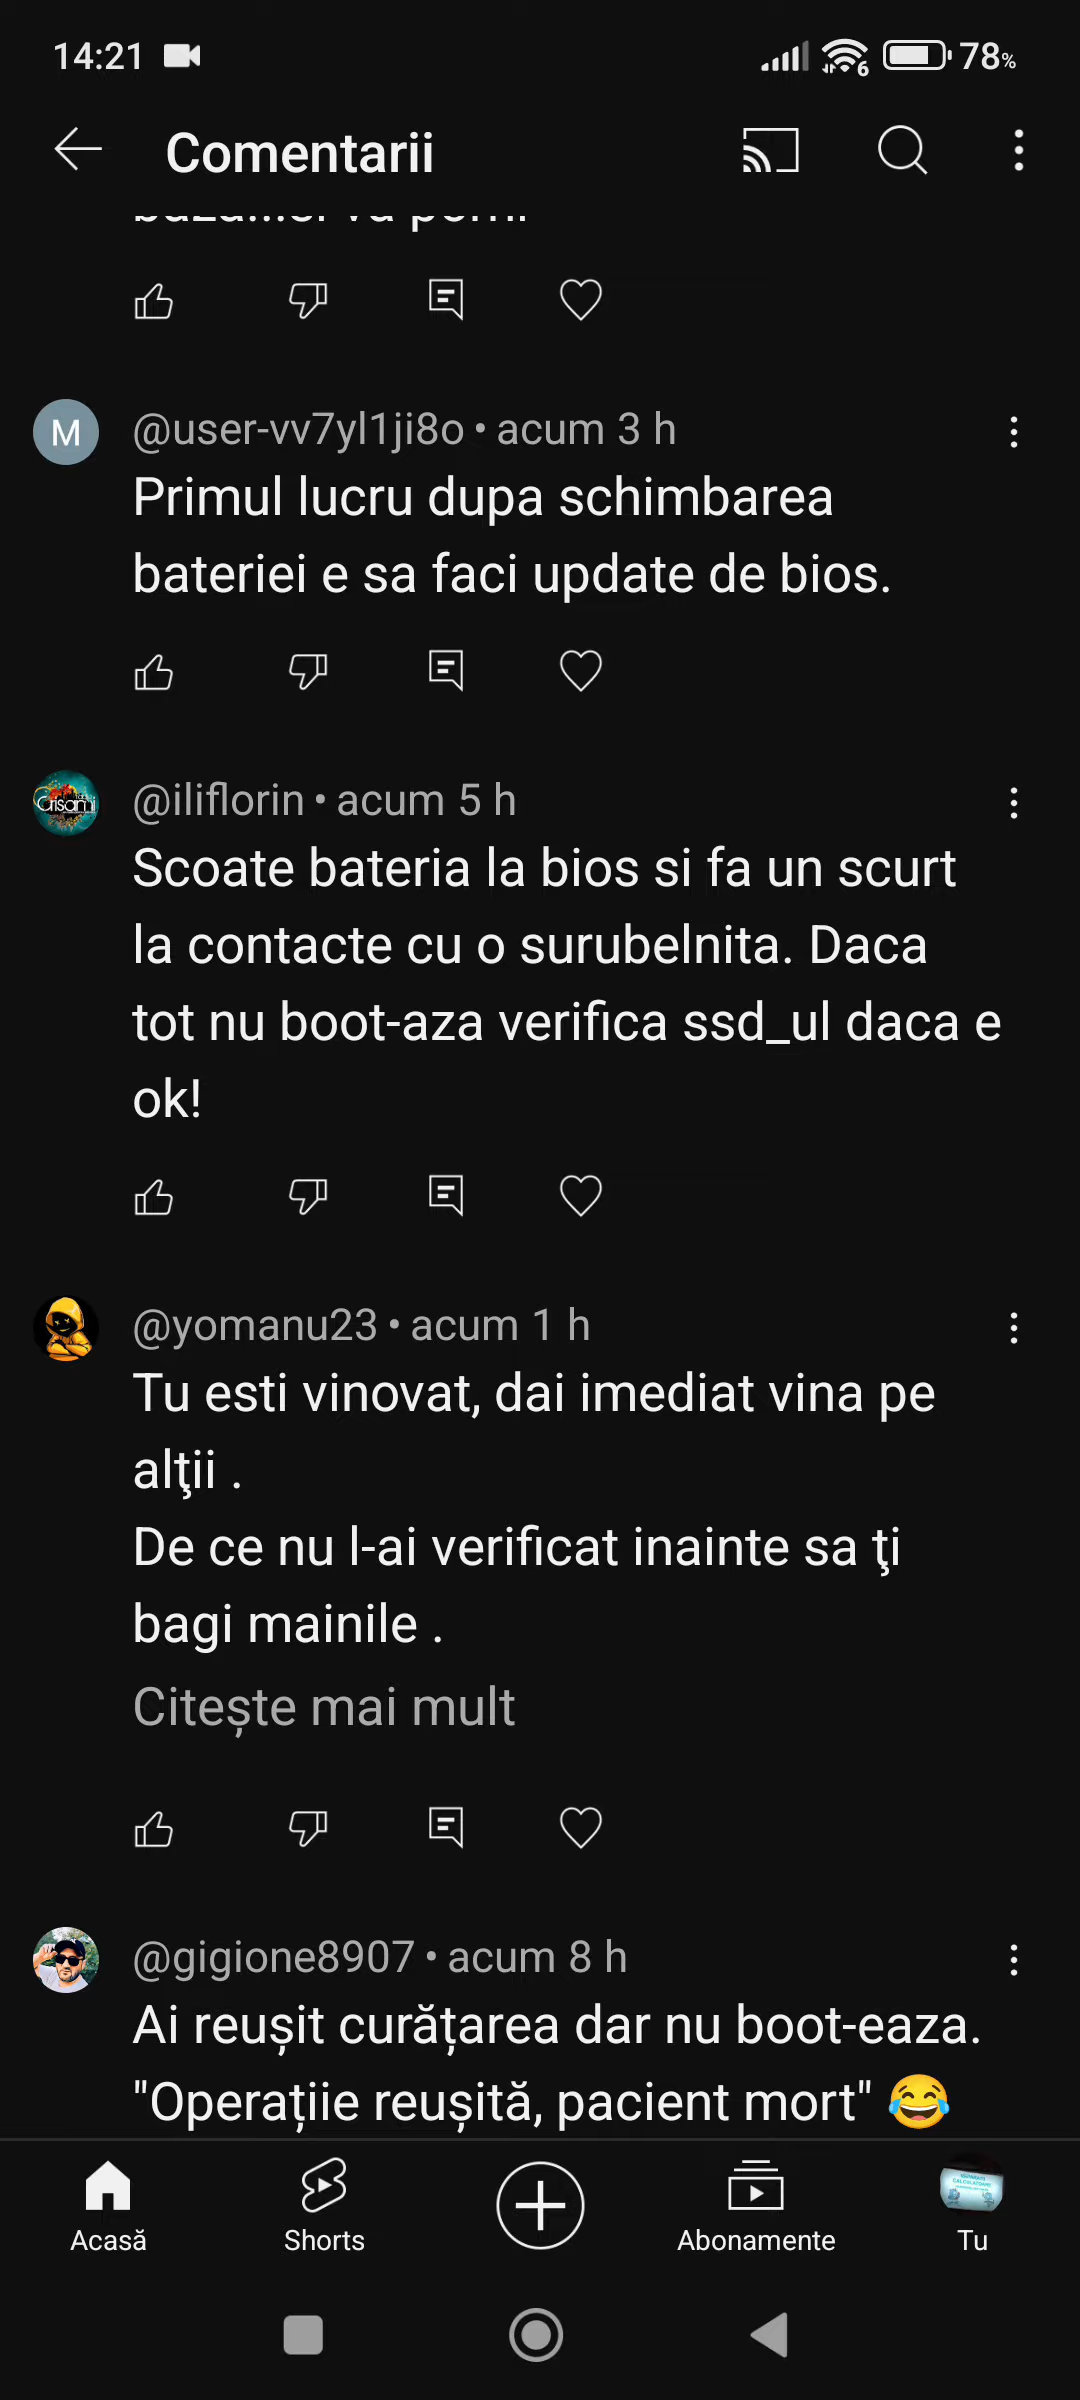 14:21
6
78%
Comentarii
@user-vv7yl1ji8o • acum 3 h
Primul lucru dupa schimbarea
bateriei e sa faci update de bios.
@iliflorin • acum 5 h
Scoate bateria la bios si fa un scurt
la contacte cu o surubelnita. Daca
tot nu boot-aza verifica ssd_ul daca e
ok!
@yomanu23 • acum 1 h
Tu esti vinovat, dai imediat vina pe
alţii .
De ce nu l-ai verificat inainte sa ţi
bagi mainile .
Citește mai mult
@gigione8907 • acum 8 h
Ai reușit curățarea dar nu boot-eaza.
"Operațiie reușită, pacient mort" 😂
Acasă
Shorts
Abonamente
Tu
M
Crisami